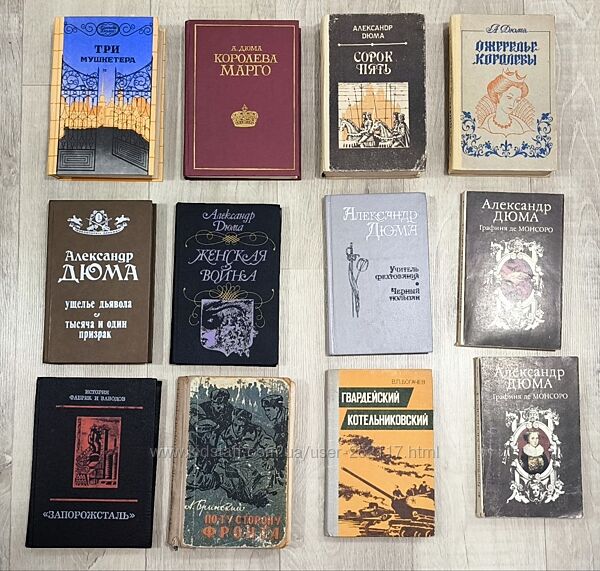 ТРИ
МУШКЕТЕРА
А. ДЮМА
КОРОЛЕВА
МАРГО
АЛЕКСАНДР
ДЮМА
СОРОК
ПЯТЬ
А. Дюма
ОЖЕРЕЛЬЕ
КОРОЛЕВЫ
Александр
ДЮМА
ущелье дьявола
тысяча и один
призрак
Александр
Дюма
ЖЕНСКАЯ
ВОЙНА
Александр
Дюма
Учитель
фехтования
Черный
тюльпан
Александр
ДЮМА
Графиня де МОНСОРО
ИСТОРИЯ
ФАБРИК И ЗАВОДОВ
«ЗАПОРОЖСТАЛЬ»
А. Бринский
ПО ТУ СТОРОНУ
ФРОНТА
В.П.БОГАЧЕВ
ГВАРДЕЙСКИЙ
КОТЕЛЬНИКОВСКИЙ
Александр
ДЮМА
Графиня де МОНСОРО